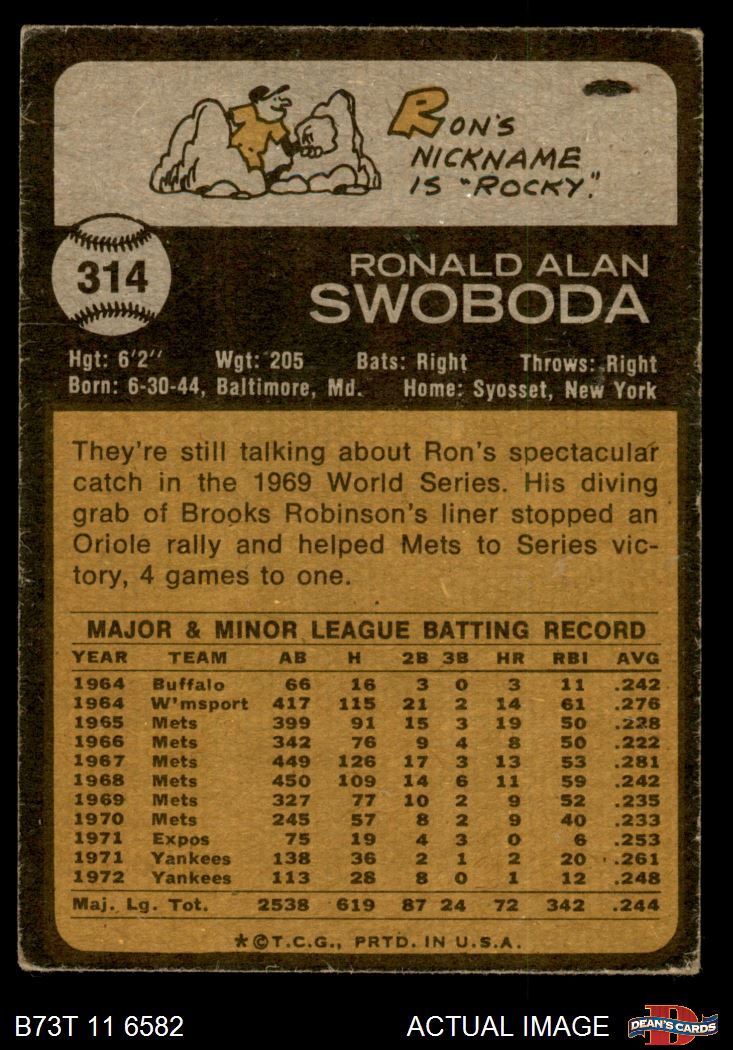 RON'S
NICKNAME
IS "ROCKY."
314
RONALD ALAN
SWOBODA
Hgt: 6'2" Wgt: 205 Bats: Right Throws: Right
Born: 6-30-44, Baltimore, Md. Home: Syosset, New York
They're still talking about Ron's spectacular
catch in the 1969 World Series. His diving
grab of Brooks Robinson's liner stopped an
Oriole rally and helped Mets to Series vic-
tory, 4 games to one.
MAJOR & MINOR LEAGUE BATTING RECORD
YEAR TEAM AB H 2B 3B HR RBI AVG
1964 Buffalo 66 16 3 0 3 11 .242
1964 W'msport 417 115 21 2 14 61 .276
1965 Mets 399 91 15 3 19 50 .228
1966 Mets 342 76 9 4 8 50 .222
1967 Mets 449 126 17 3 13 53 .281
1968 Mets 450 109 14 6 11 59 .242
1969 Mets 327 77 10 2 9 52 .235
1970 Mets 245 57 8 2 9 40 .233
1971 Expos 75 19 4 3 0 6 .253
1971 Yankees 138 36 2 1 2 20 .261
1972 Yankees 113 28 8 0 1 12 .248
Maj. Lg. Tot. 2538 619 87 24 72 342 .244
*©T.C.G., PRTD. IN U.S.A.
B73T 11 6582 ACTUAL IMAGE D DEAN'S CARDS